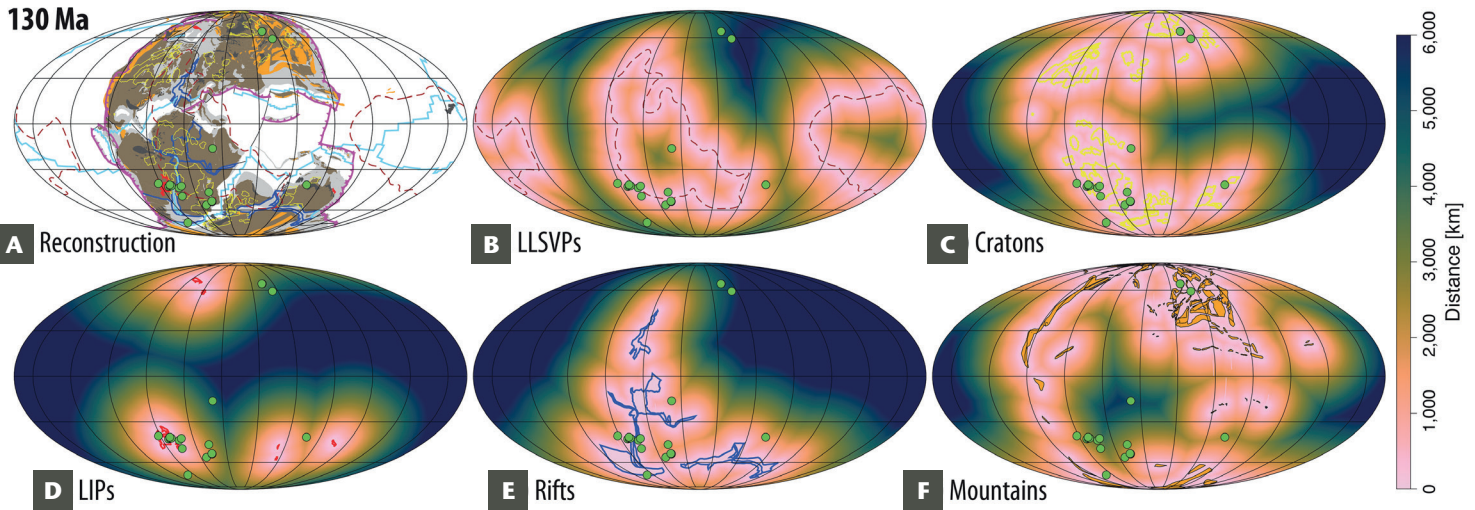 130 Ma
A Reconstruction
B LLSVPs
C Cratons
D LIPs
E Rifts
F Mountains
6,000
5,000
4,000
3,000
2,000
1,000
0
Distance [km]